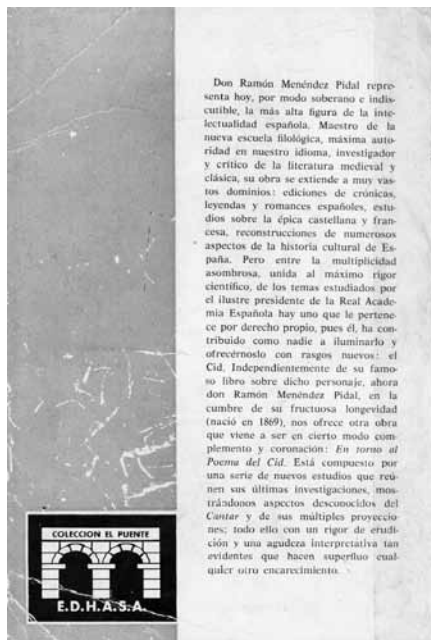 Don Ramón Menéndez Pidal repre-
senta hoy, por modo soberano e indis-
cutible, la más alta figura de la inte-
lectualidad española. Maestro de la
nueva escuela filológica, máxima auto-
ridad en nuestro idioma, investigador
y crítico de la literatura medieval y
clásica, su obra se extiende a muy vas-
tos dominios: ediciones de crónicas,
leyendas y romances españoles, estu-
dios sobre la épica castellana y fran-
cesa, reconstrucciones de numerosos
aspectos de la historia cultural de Es-
paña. Pero entre la multiplicidad
asombrosa, unida al máximo rigor
científico, de los temas estudiados por
el ilustre presidente de la Real Acade-
mia Española hay uno que le pertene-
ce por derecho propio, pues él, ha con-
tribuido como nadie a iluminarlo y
ofrecérnoslo con rasgos nuevos: el
Cid. Independientemente de su famo-
so libro sobre dicho personaje, ahora
don Ramón Menéndez Pidal, en la
cumbre de su fructuosa longevidad
(nació en 1869), nos ofrece otra obra
que viene a ser en cierto modo com-
plemento y coronación: En torno al
Poema del Cid. Está compuesto por
una serie de nuevos estudios que reú-
nen sus últimas investigaciones, mos-
trándonos aspectos desconocidos del
Cantar y de sus múltiples proyeccio-
nes; todo ello con un rigor de erudi-
ción y una agudeza interpretativa tan
evidentes que hacen superfluo cual-
quier otro encarecimiento.
COLECCION EL PUENTE
E.D.H.A.S.A.